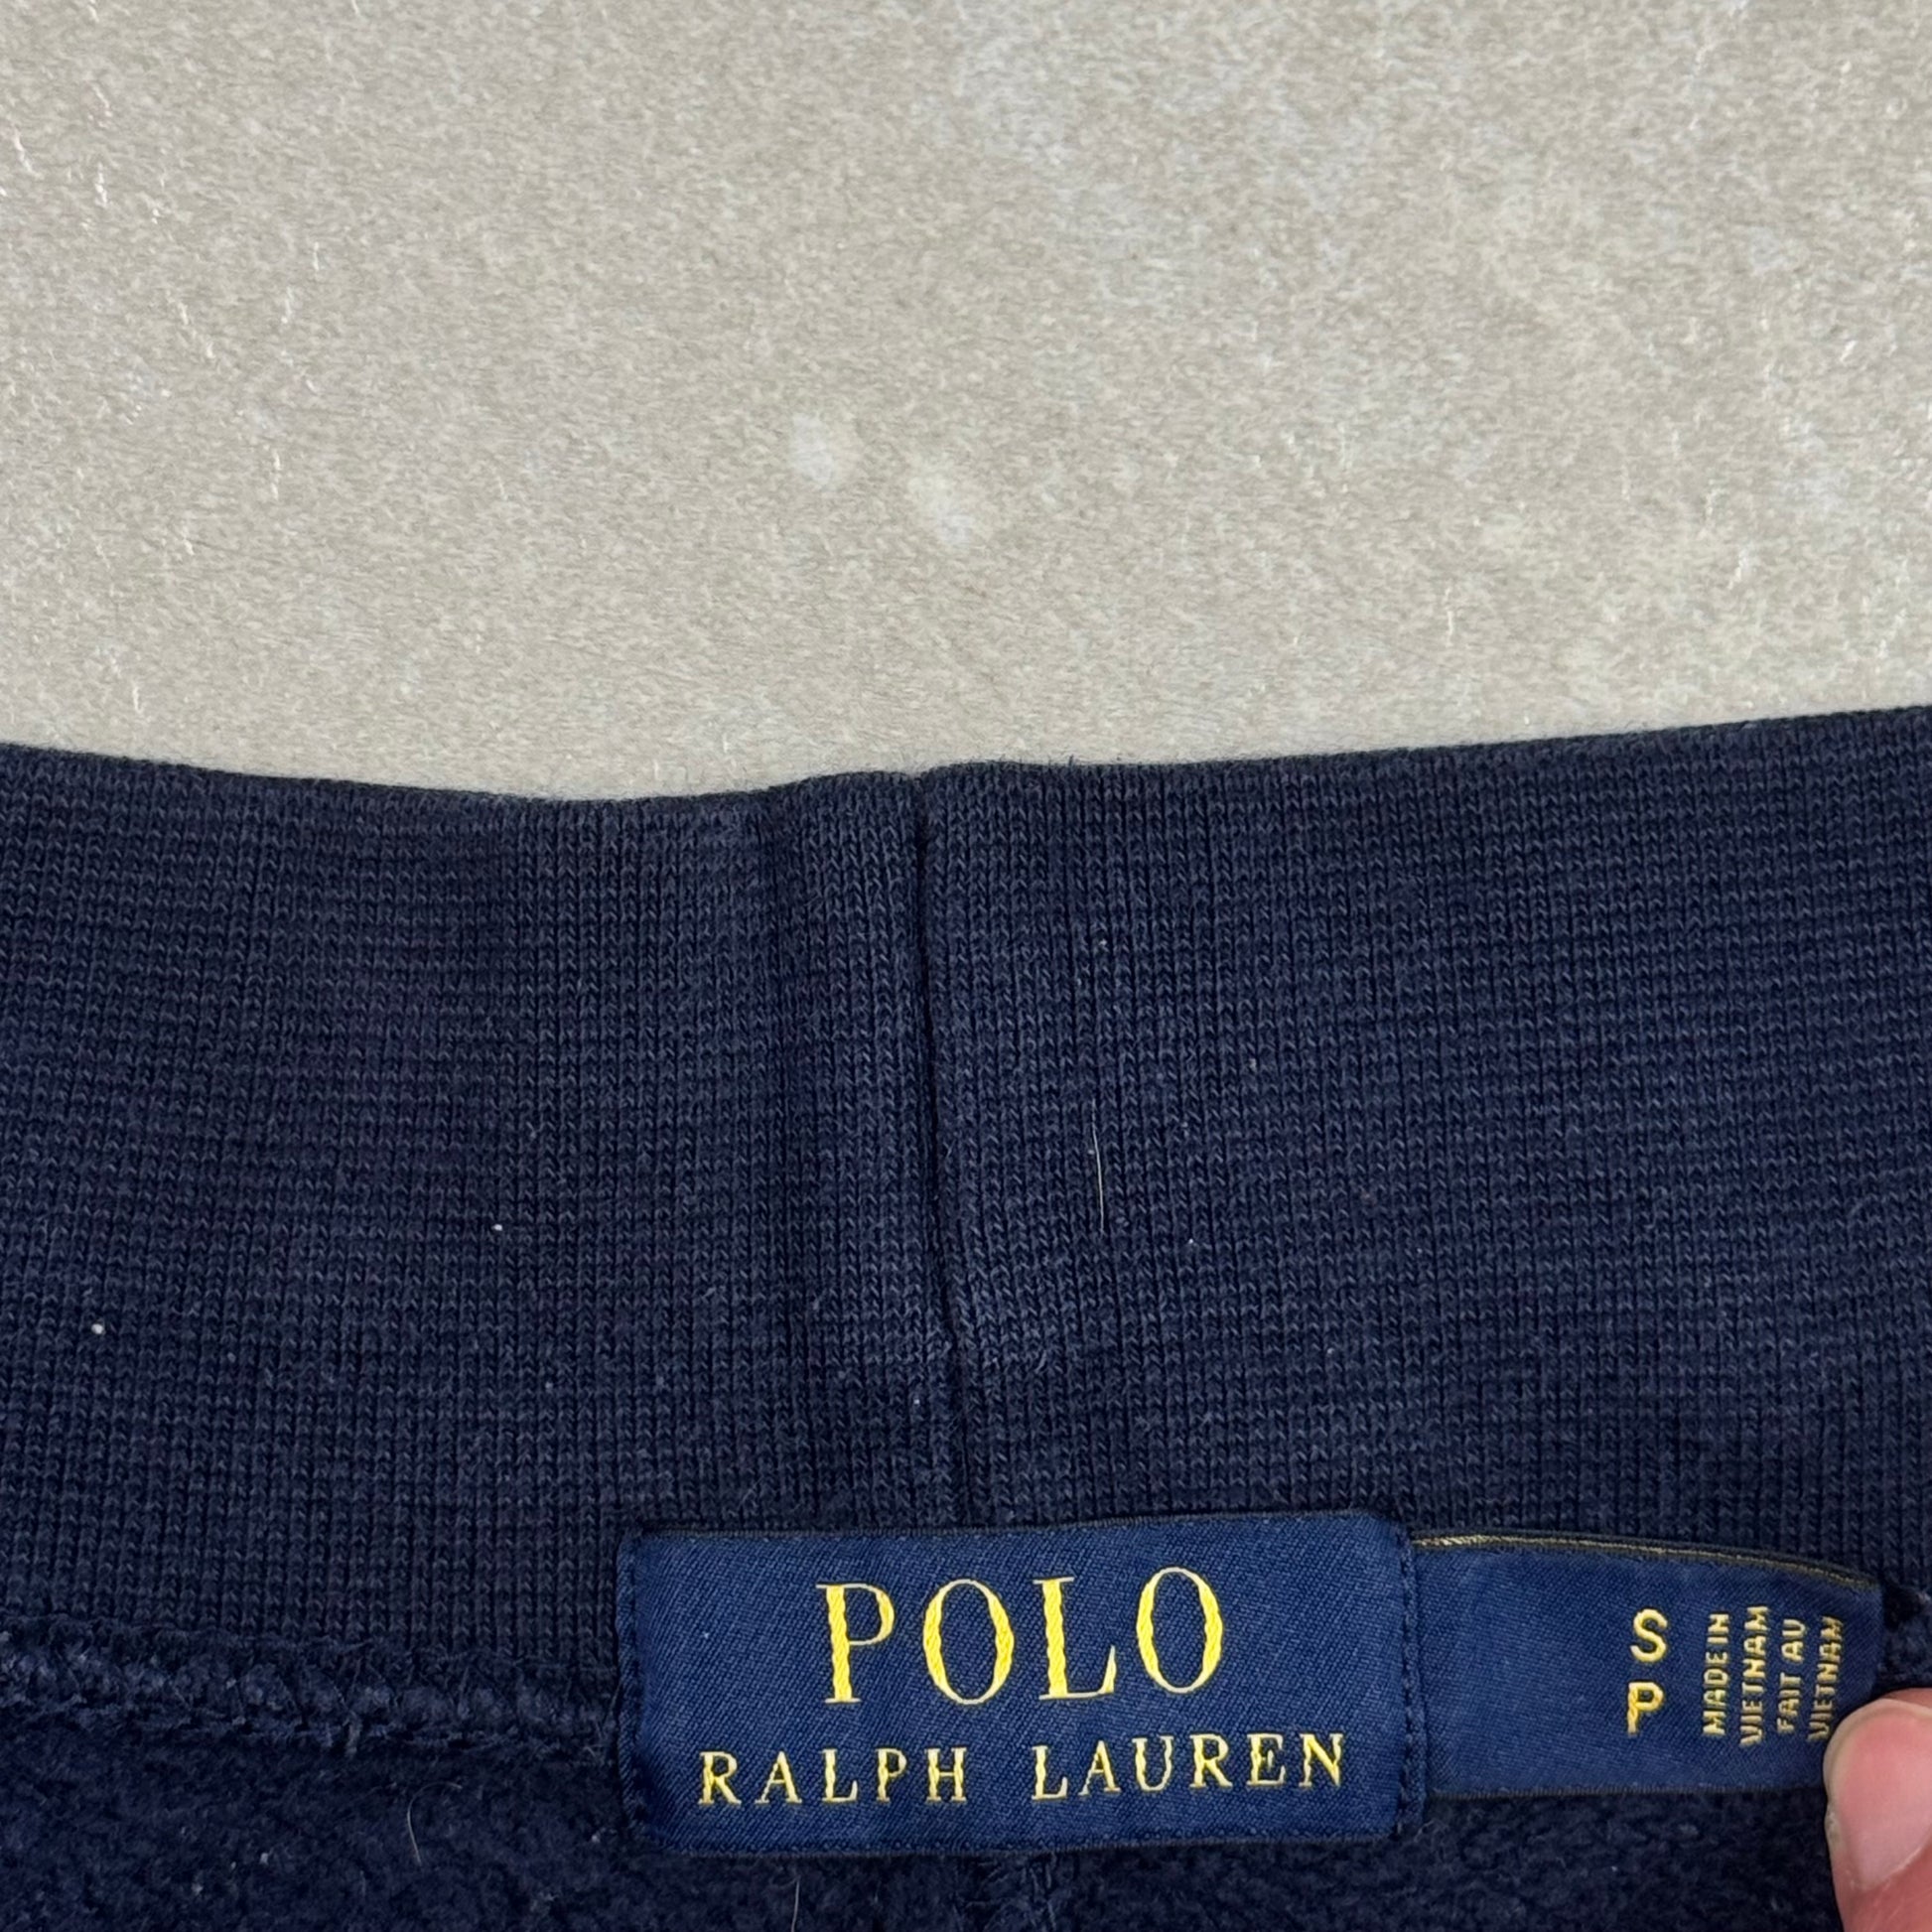 POLO
RALPH LAUREN
S
P
MADE IN
VIETNAM
FAIT AU
VIETNAM